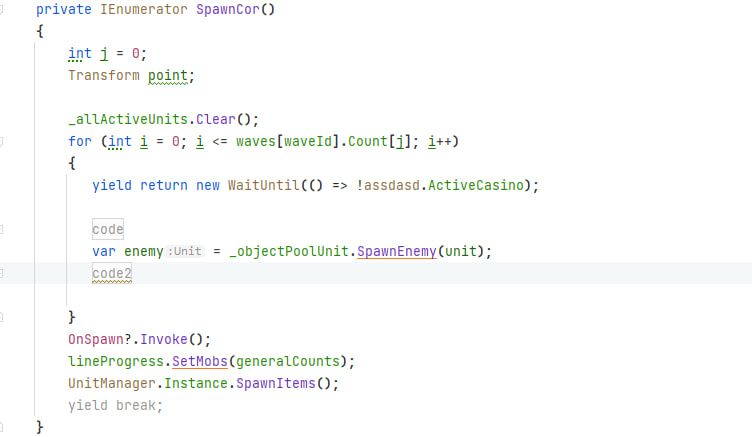 private IEnumerator SpawnCor()
{
int j = 0;
Transform point;
_allActiveUnits.Clear();
for (int i = 0; i <= waves[waveId].Count[j]; i++)
{
yield return new WaitUntil(() => !assdasd.ActiveCasino);
code
var enemy :Unit = _objectPoolUnit.SpawnEnemy(unit);
code2
}
OnSpawn?.Invoke();
lineProgress.SetMobs(generalCounts);
UnitManager.Instance.SpawnItems();
yield break;
}